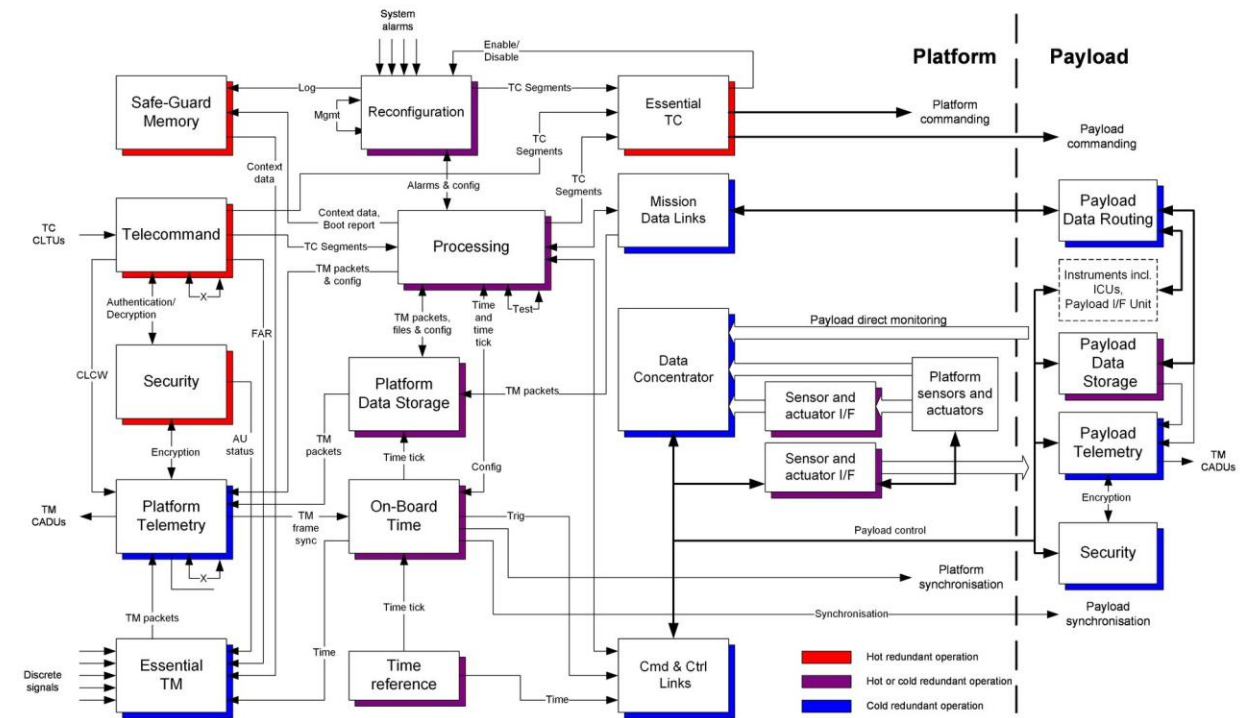 System
alarms
Enable/
Disable
Platform
Payload
Safe-Guard
Memory
Log
Mgmt
Reconfiguration
TC Segments
Essential
TC
Platform
commanding
Payload
commanding
Context
data
TC
Segments
TC
Segments
Alarms & config
TC
CLTUs
Telecommand
Context data,
Boot report
TC Segments
TM packets
& config
Processing
Mission
Data Links
Payload
Data Routing
X
Authentication/
Decryption
FAR
TM packets,
files & config
Time
and
time
tick
Test
Instruments incl.
ICUs,
Payload I/F Unit
Payload direct monitoring
CLCW
Security
Platform
Data Storage
TM packets
Data
Concentrator
Sensor and
actuator I/F
Platform
sensors and
actuators
Payload
Data
Storage
Encryption
AU
status
TM
packets
Time tick
Config
Sensor and
actuator I/F
Payload
Telemetry
TM
CADUs
TM
CADUs
Platform
Telemetry
TM
frame
sync
On-Board
Time
Trig
Encryption
Payload control
Security
X
Platform
synchronisation
TM packets
Time tick
Synchronisation
Payload
synchronisation
Discrete
signals
Essential
TM
Time
Time
reference
Time
Cmd & Ctrl
Links
Hot redundant operation
Hot or cold redundant operation
Cold redundant operation